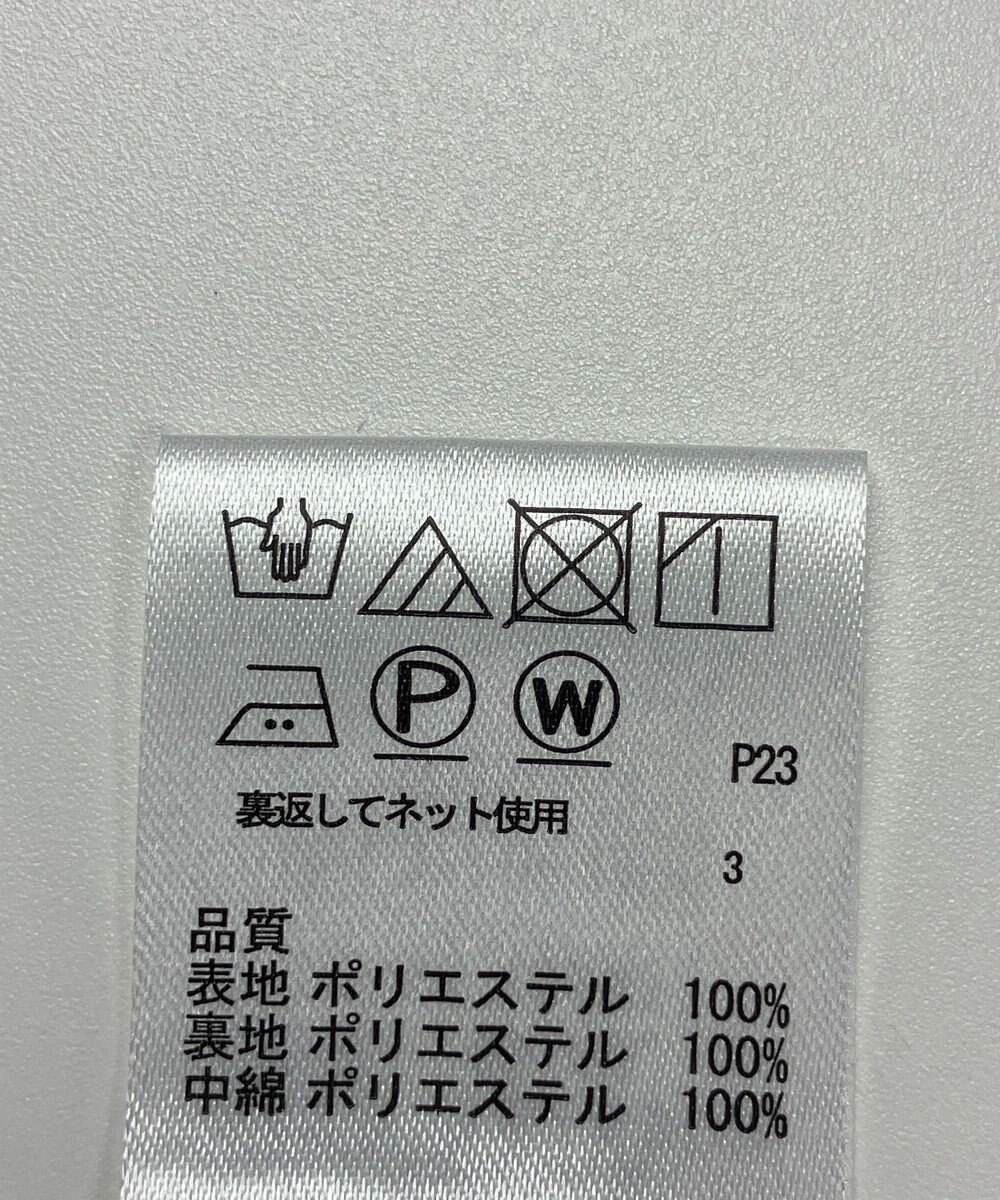 P W
P23
裏返してネット使用
3
品質
表地 ポリエステル 100%
裏地 ポリエステル 100%
中綿 ポリエステル 100%